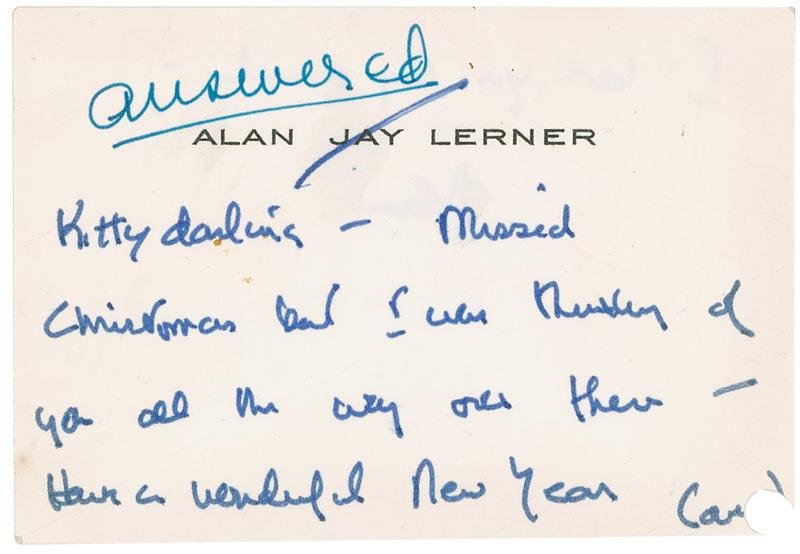 answered
ALAN JAY LERNER
Kitty darling – Missed
Christmas but I was thinking of
you all the way over there –
Have a wonderful New Year (and